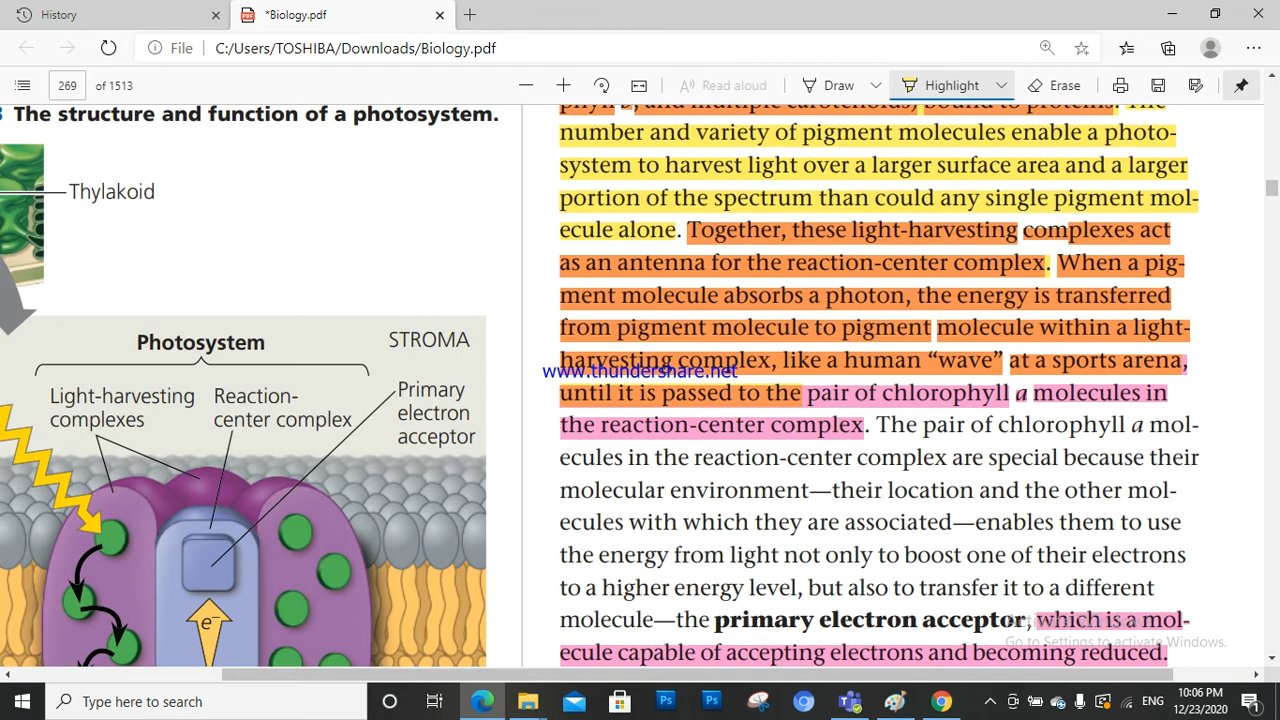 History
*Biology.pdf
File
C:/Users/TOSHIBA/Downloads/Biology.pdf
269 of 1513
Read aloud
Draw
Highlight
Erase
The structure and function of a photosystem.
Thylakoid
Photosystem
STROMA
Light-harvesting
complexes
Reaction-
center complex
Primary
electron
acceptor
e–
number and variety of pigment molecules enable a photo-
system to harvest light over a larger surface area and a larger
portion of the spectrum than could any single pigment mol-
ecule alone. Together, these light-harvesting complexes act
as an antenna for the reaction-center complex. When a pig-
ment molecule absorbs a photon, the energy is transferred
from pigment molecule to pigment molecule within a light-
harvesting complex, like a human “wave” at a sports arena,
www.thundershare.net
until it is passed to the pair of chlorophyll a molecules in
the reaction-center complex. The pair of chlorophyll a mol-
ecules in the reaction-center complex are special because their
molecular environment—their location and the other mol-
ecules with which they are associated—enables them to use
the energy from light not only to boost one of their electrons
to a higher energy level, but also to transfer it to a different
molecule—the primary electron acceptor, which is a mol-
Go to Settings to activate Windows.
ecule capable of accepting electrons and becoming reduced.
Type here to search
Ps
Ps
ENG
10:06 PM
12/23/2020
1